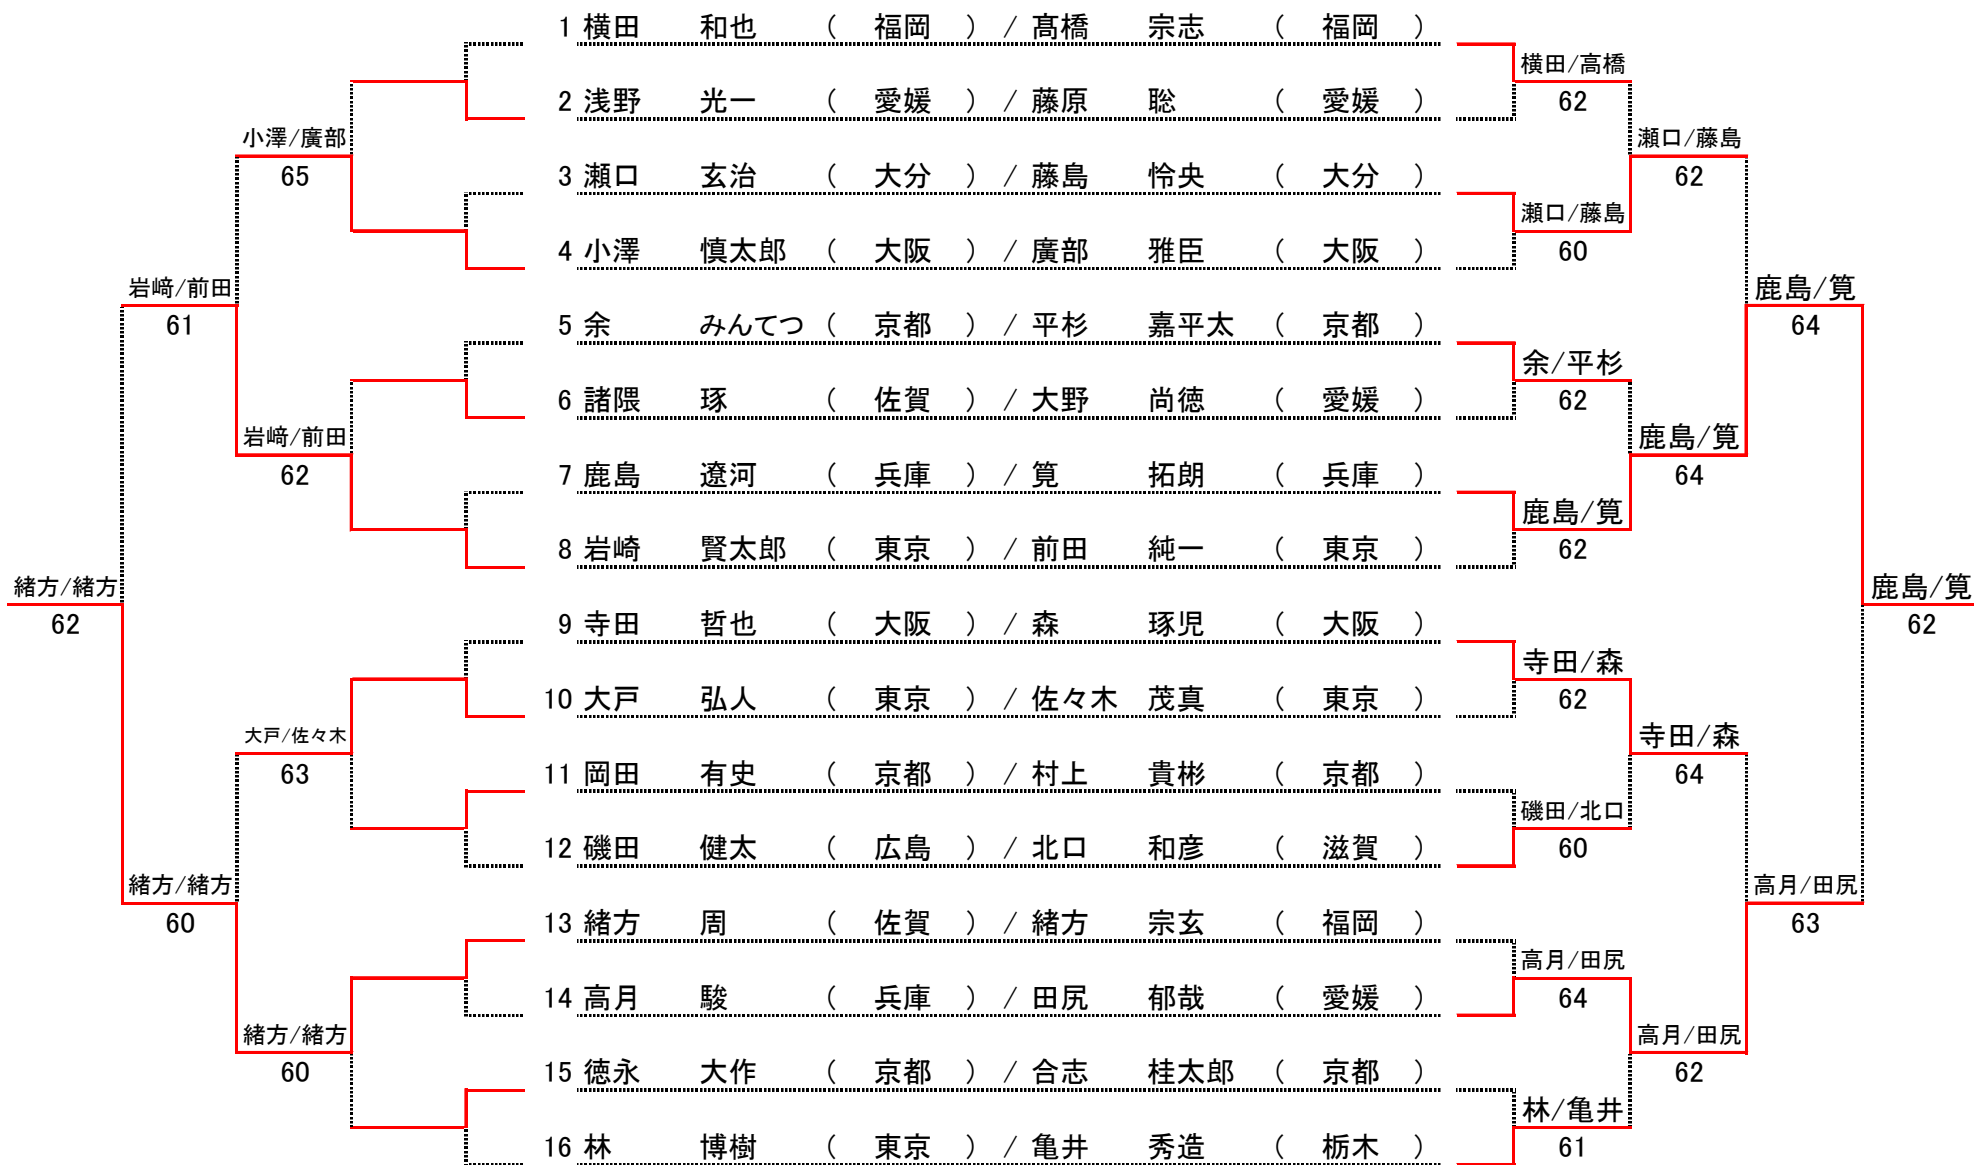 1 横田 和也 ( 福岡 ) / 髙橋 宗志 ( 福岡 )
横田/高橋
62
2 浅野 光一 ( 愛媛 ) / 藤原 聡 ( 愛媛 )
小澤/廣部
65
瀬口/藤島
62
3 瀬口 玄治 ( 大分 ) / 藤島 怜央 ( 大分 )
瀬口/藤島
60
4 小澤 慎太郎 ( 大阪 ) / 廣部 雅臣 ( 大阪 )
岩﨑/前田
61
鹿島/筧
64
5 余 みんてつ ( 京都 ) / 平杉 嘉平太 ( 京都 )
余/平杉
62
6 諸隈 琢 ( 佐賀 ) / 大野 尚徳 ( 愛媛 )
岩﨑/前田
62
鹿島/筧
64
7 鹿島 遼河 ( 兵庫 ) / 筧 拓朗 ( 兵庫 )
鹿島/筧
62
8 岩崎 賢太郎 ( 東京 ) / 前田 純一 ( 東京 )
緒方/緒方
62
鹿島/筧
62
9 寺田 哲也 ( 大阪 ) / 森 琢児 ( 大阪 )
寺田/森
62
10 大戸 弘人 ( 東京 ) / 佐々木 茂真 ( 東京 )
大戸/佐々木
63
寺田/森
64
11 岡田 有史 ( 京都 ) / 村上 貴彬 ( 京都 )
磯田/北口
60
12 磯田 健太 ( 広島 ) / 北口 和彦 ( 滋賀 )
緒方/緒方
60
高月/田尻
63
13 緒方 周 ( 佐賀 ) / 緒方 宗玄 ( 福岡 )
高月/田尻
64
14 高月 駿 ( 兵庫 ) / 田尻 郁哉 ( 愛媛 )
緒方/緒方
60
高月/田尻
62
15 徳永 大作 ( 京都 ) / 合志 桂太郎 ( 京都 )
林/亀井
61
16 林 博樹 ( 東京 ) / 亀井 秀造 ( 栃木 )